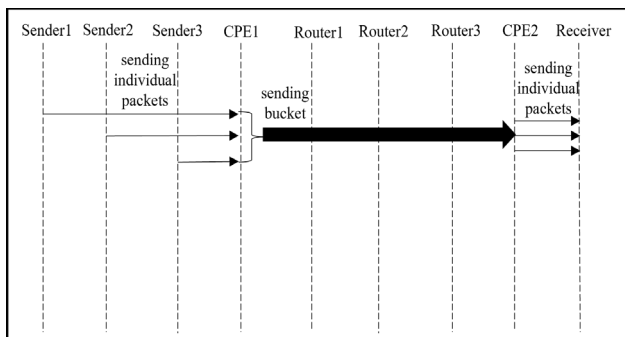 Sender1 Sender2 Sender3 CPE1 Router1 Router2 Router3 CPE2 Receiver
sending
individual
packets
sending
bucket
sending
individual
packets